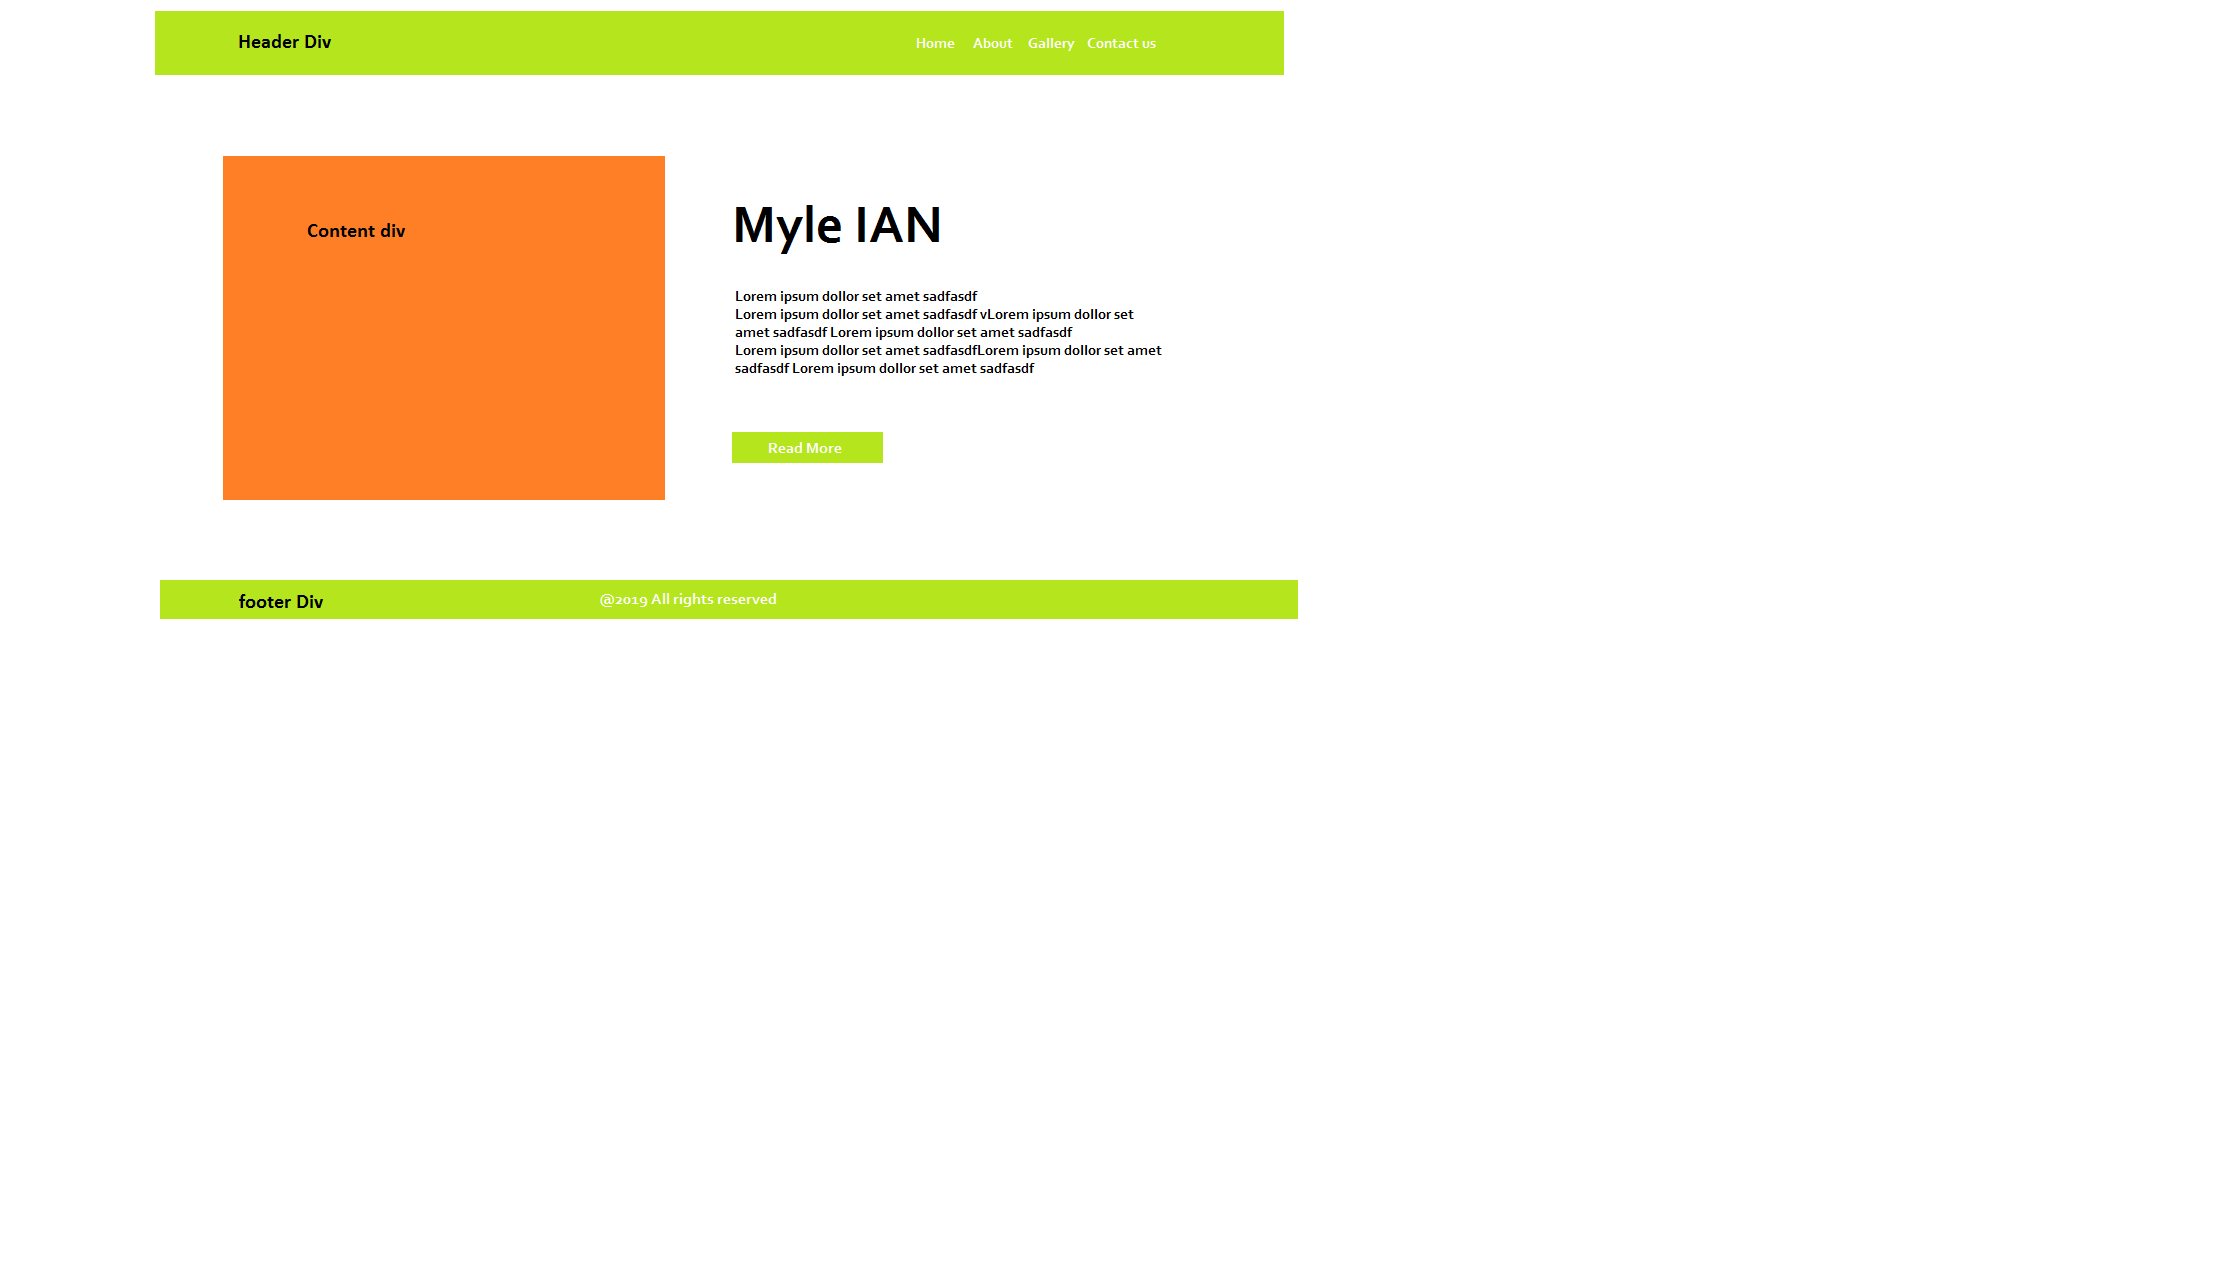 Header Div
Home About Gallery Contact us
Content div
Myle IAN
Lorem ipsum dollor set amet sadfasdf
Lorem ipsum dollor set amet sadfasdf vLorem ipsum dollor set
amet sadfasdf Lorem ipsum dollor set amet sadfasdf
Lorem ipsum dollor set amet sadfasdfLorem ipsum dollor set amet
sadfasdf Lorem ipsum dollor set amet sadfasdf
Read More
footer Div
@2019 All rights reserved